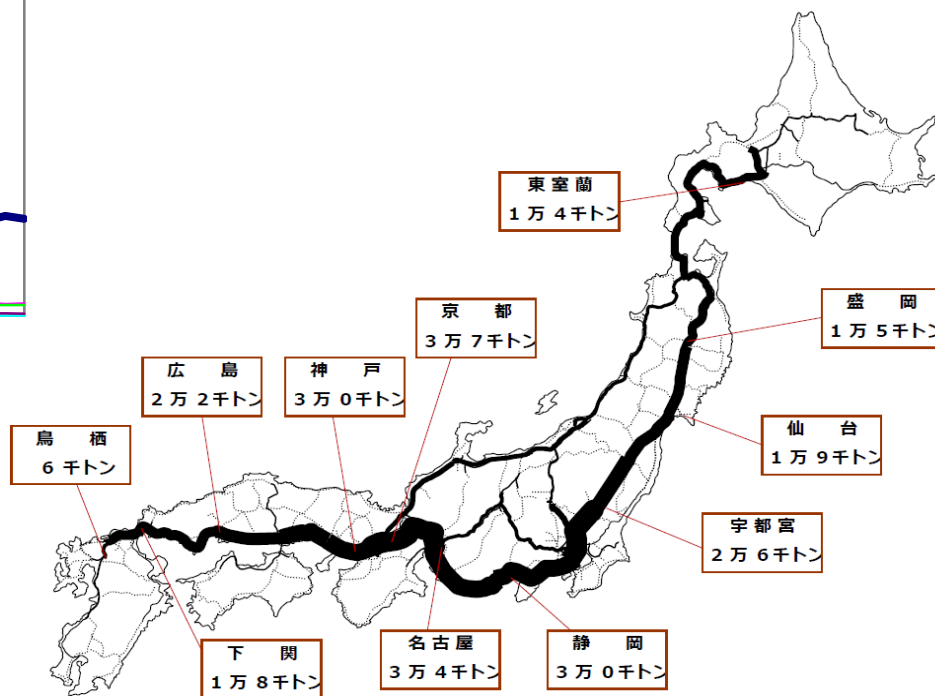 東室蘭
1万4千トン
盛岡
1万5千トン
京都
3万7千トン
広島
2万2千トン
神戸
3万0千トン
仙台
1万9千トン
鳥栖
6千トン
宇都宮
2万6千トン
下関
1万8千トン
名古屋
3万4千トン
静岡
3万0千トン